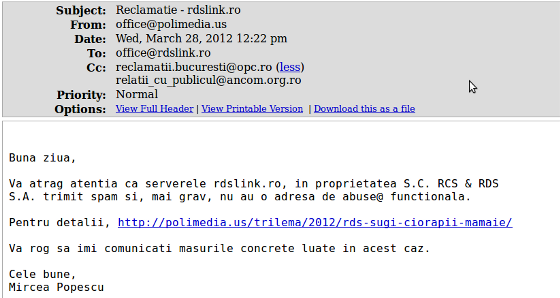 Subject: Reclamatie - rdslink.ro
From: office@polimedia.us
Date: Wed, March 28, 2012 12:22 pm
To: office@rdslink.ro
Cc: reclamatii.bucuresti@opc.ro (less)
relatii_cu_publicul@ancom.org.ro
Priority: Normal
Options: View Full Header | View Printable Version | Download this as a file
Buna ziua,
Va atrag atentia ca serverele rdslink.ro, in proprietatea S.C. RCS & RDS
S.A. trimit spam si, mai grav, nu au o adresa de abuse@ functionala.
Pentru detalii, http://polimedia.us/trilema/2012/rds-sugi-ciorapii-mamaie/
Va rog sa imi comunicati masurile concrete luate in acest caz.
Cele bune,
Mircea Popescu